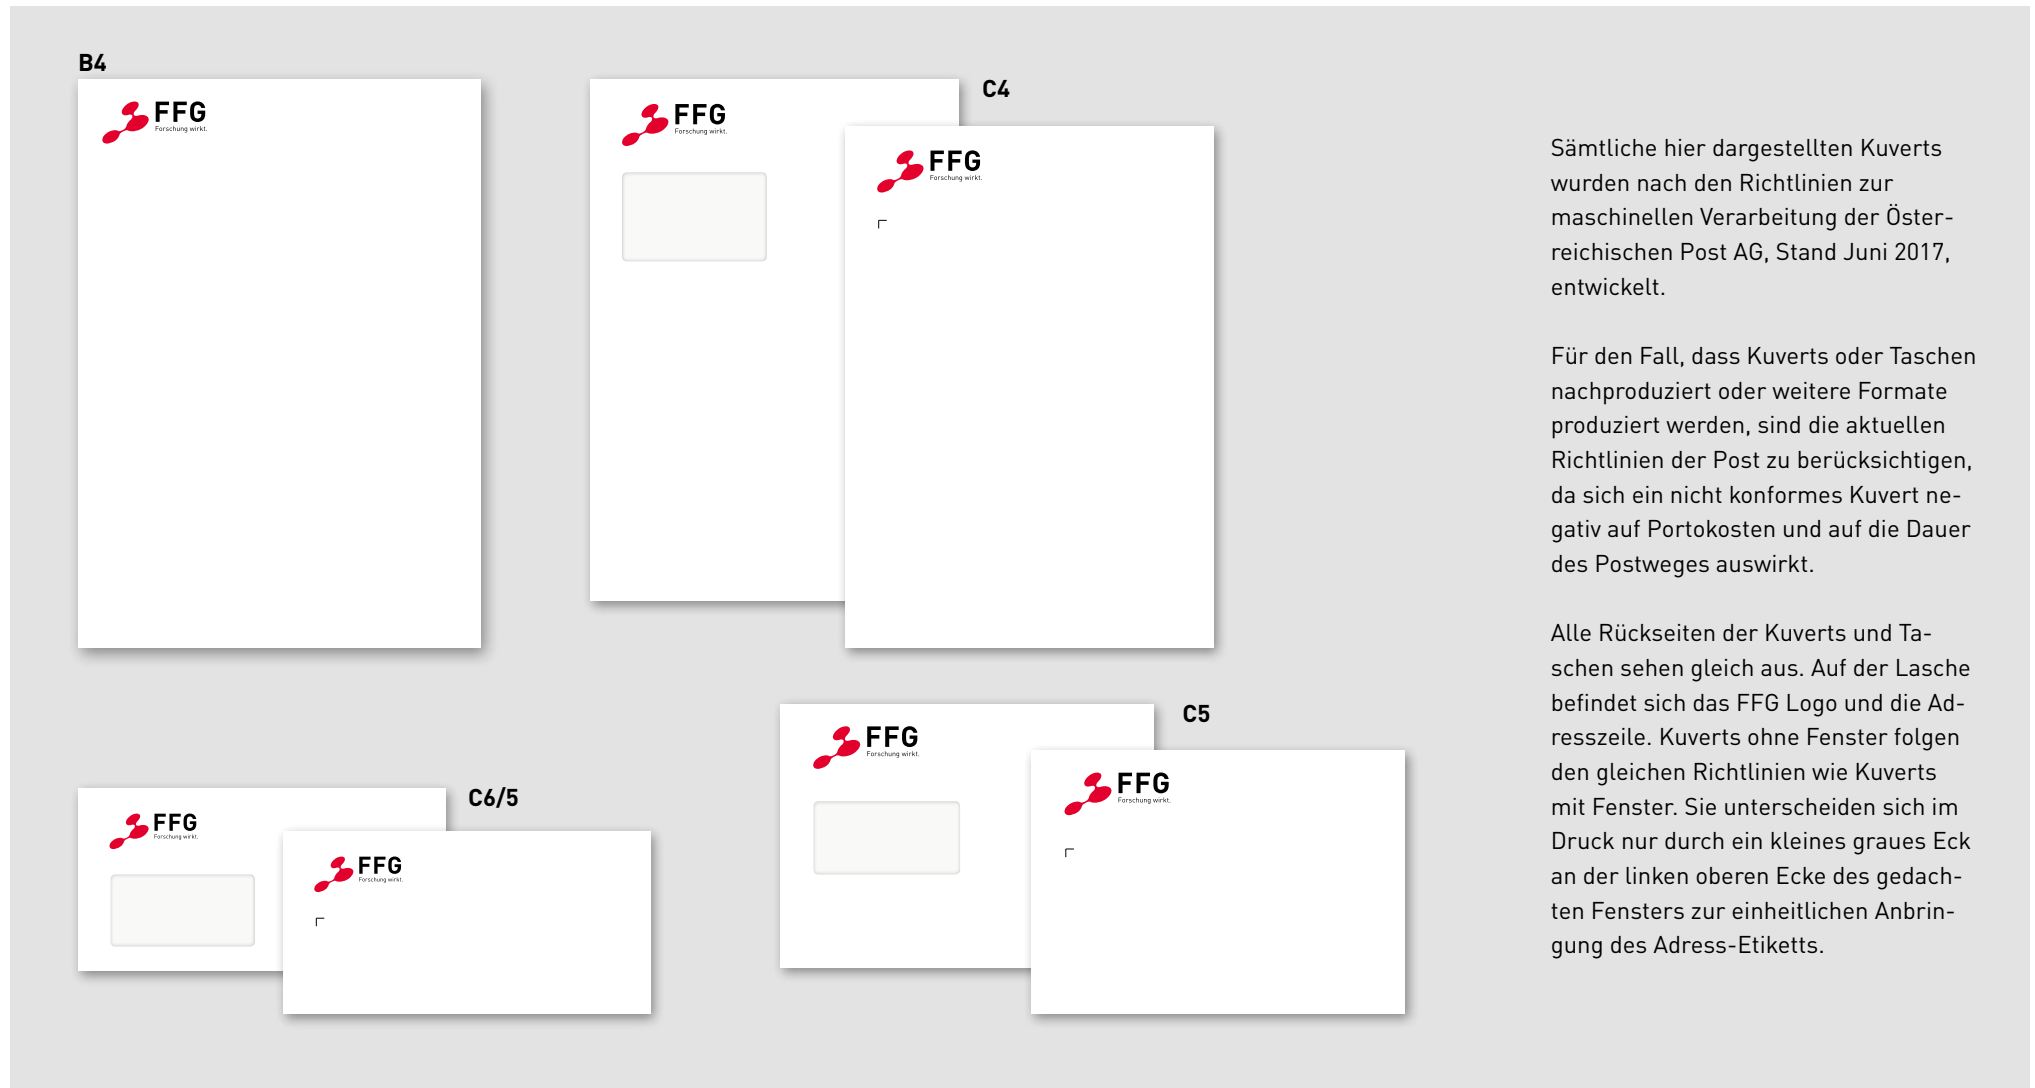 B4
FFG
Forschung wirkt.
C4
FFG
Forschung wirkt.
FFG
Forschung wirkt.
C6/5
FFG
Forschung wirkt.
FFG
Forschung wirkt.
C5
FFG
Forschung wirkt.
FFG
Forschung wirkt.
Sämtliche hier dargestellten Kuverts
wurden nach den Richtlinien zur
maschinellen Verarbeitung der Öster-
reichischen Post AG, Stand Juni 2017,
entwickelt.
Für den Fall, dass Kuverts oder Taschen
nachproduziert oder weitere Formate
produziert werden, sind die aktuellen
Richtlinien der Post zu berücksichtigen,
da sich ein nicht konformes Kuvert ne-
gativ auf Portokosten und auf die Dauer
des Postweges auswirkt.
Alle Rückseiten der Kuverts und Ta-
schen sehen gleich aus. Auf der Lasche
befindet sich das FFG Logo und die Ad-
resszeile. Kuverts ohne Fenster folgen
den gleichen Richtlinien wie Kuverts
mit Fenster. Sie unterscheiden sich im
Druck nur durch ein kleines graues Eck
an der linken oberen Ecke des gedach-
ten Fensters zur einheitlichen Anbrin-
gung des Adress-Etiketts.